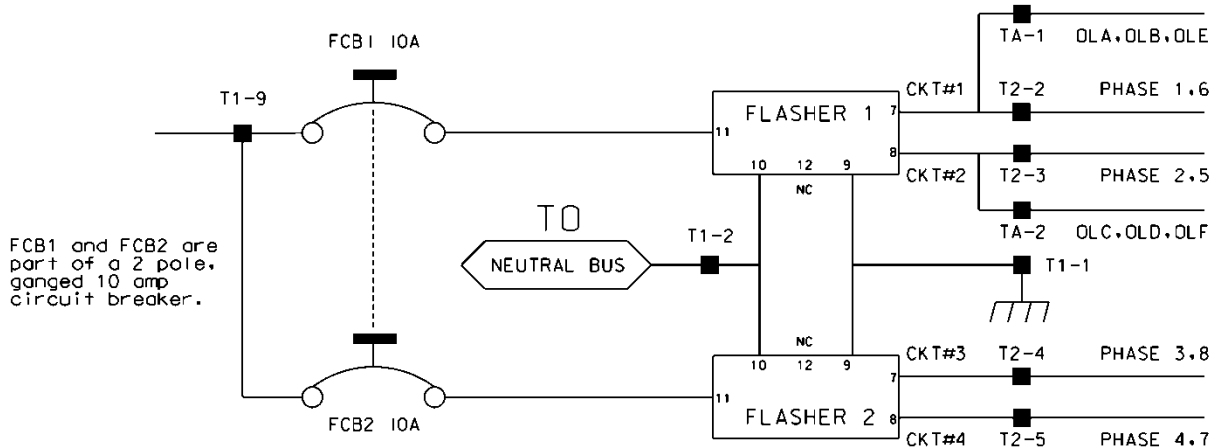 FCB1 10A
T1-9
TA-1 OLA,OLB,OLE
CKT#1 T2-2 PHASE 1,6
FLASHER 1
7
11
8
10 12 9
NC
CKT#2 T2-3 PHASE 2,5
TA-2 OLC,OLD,OLF
FCB1 and FCB2 are
part of a 2 pole,
ganged 10 amp
circuit breaker.
TO
NEUTRAL BUS
T1-2
T1-1
NC
10 12 9
CKT#3 T2-4 PHASE 3,8
7
11
FLASHER 2
8
FCB2 10A
CKT#4 T2-5 PHASE 4,7